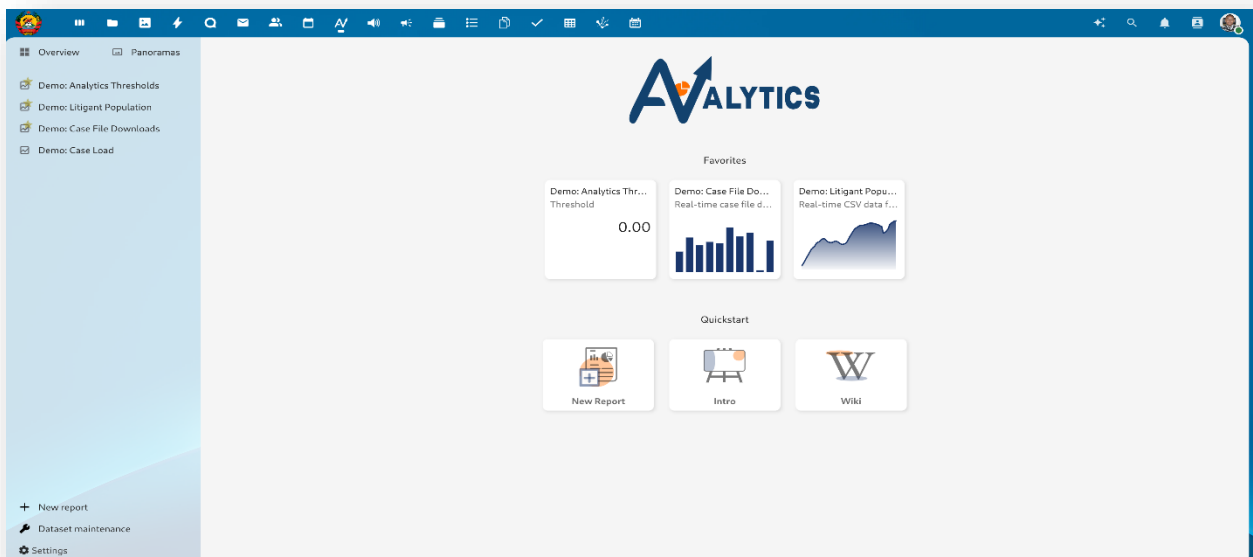 Overview
Panoramas
Demo: Analytics Thresholds
Demo: Litigant Population
Demo: Case File Downloads
Demo: Case Load
New report
Dataset maintenance
Settings
AALYTICS
Favorites
Demo: Analytics Thr...
Threshold
0.00
Demo: Case File Do...
Real-time case file d...
Demo: Litigant Popu...
Real-time CSV data f...
Quickstart
New Report
Intro
W
Wiki